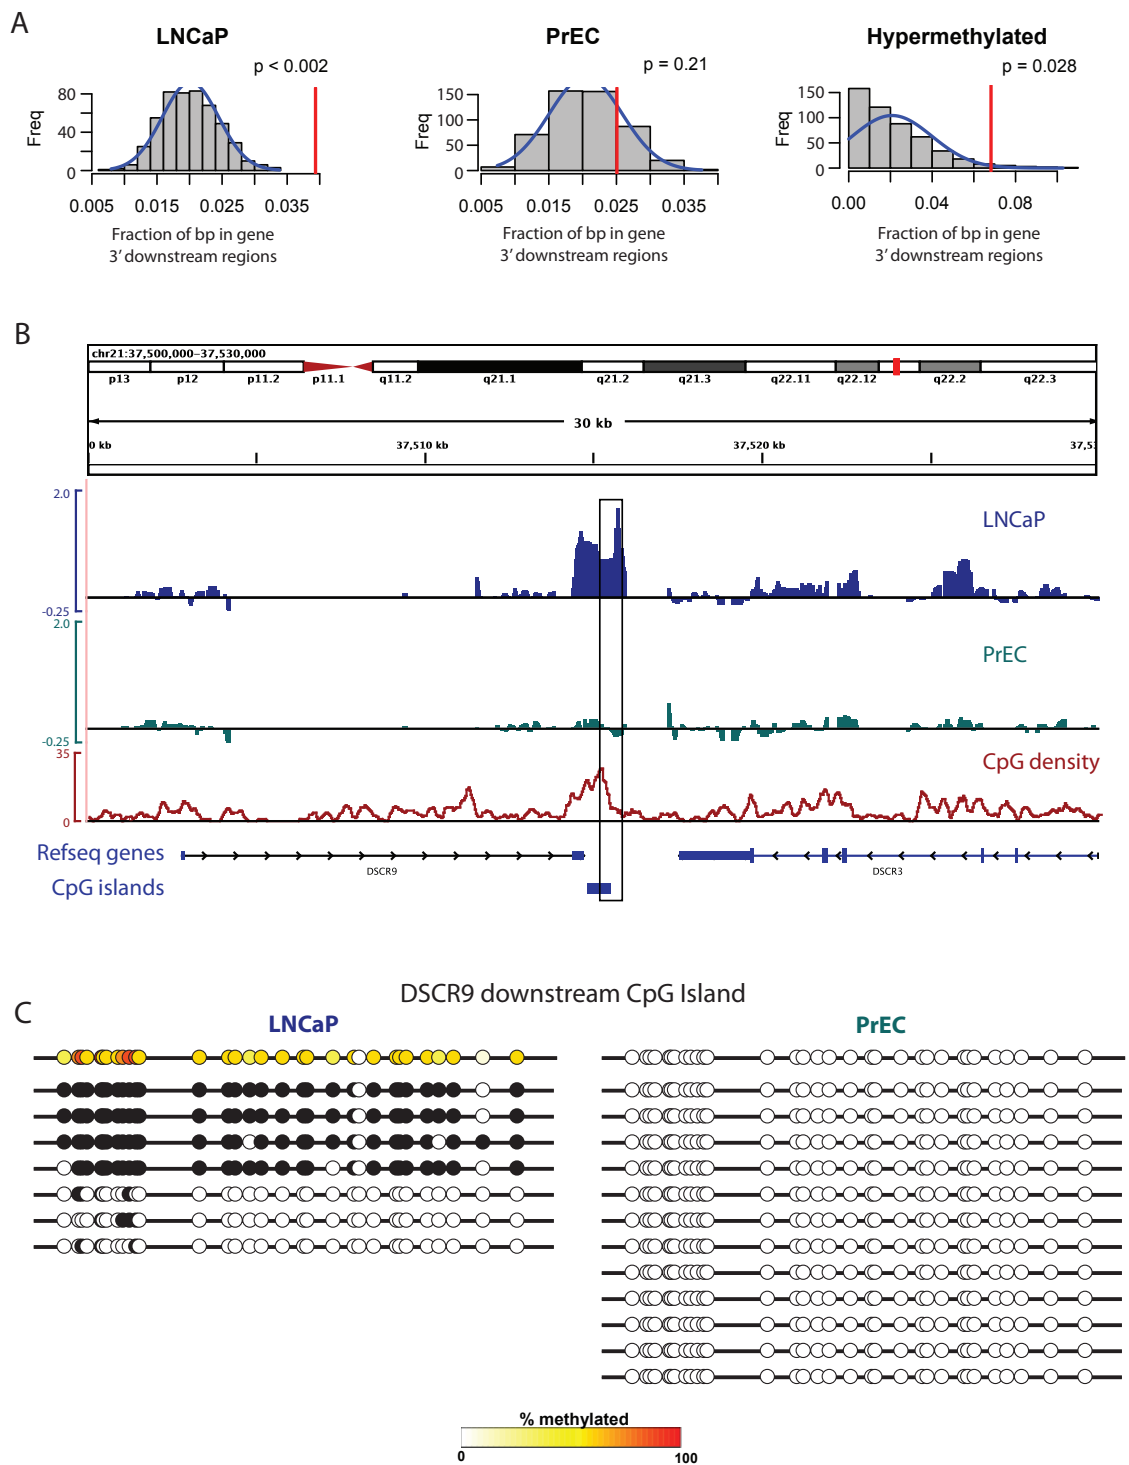 A
LNCaP
PrEC
Hypermethylated
p < 0.002
p = 0.21
p = 0.028
Freq
80
40
0
0.005
0.015
0.025
0.035
Fraction of bp in gene
3’ downstream regions
Freq
150
100
50
0
0.005
0.015
0.025
0.035
Fraction of bp in gene
3’ downstream regions
Freq
150
100
50
0
0.00
0.04
0.08
Fraction of bp in gene
3’ downstream regions
B
chr21:37,500,000–37,530,000
p13
p12
p11.2
p11.1
q11.2
q21.1
q21.2
q21.3
q22.11
q22.12
q22.2
q22.3
30 kb
0 kb
37,510 kb
37,520 kb
37,5
2.0
LNCaP
-0.25
2.0
PrEC
-0.25
35
CpG density
0
Refseq genes
DSCR9
DSCR3
CpG islands
DSCR9 downstream CpG Island
C
LNCaP
PrEC
% methylated
0
100